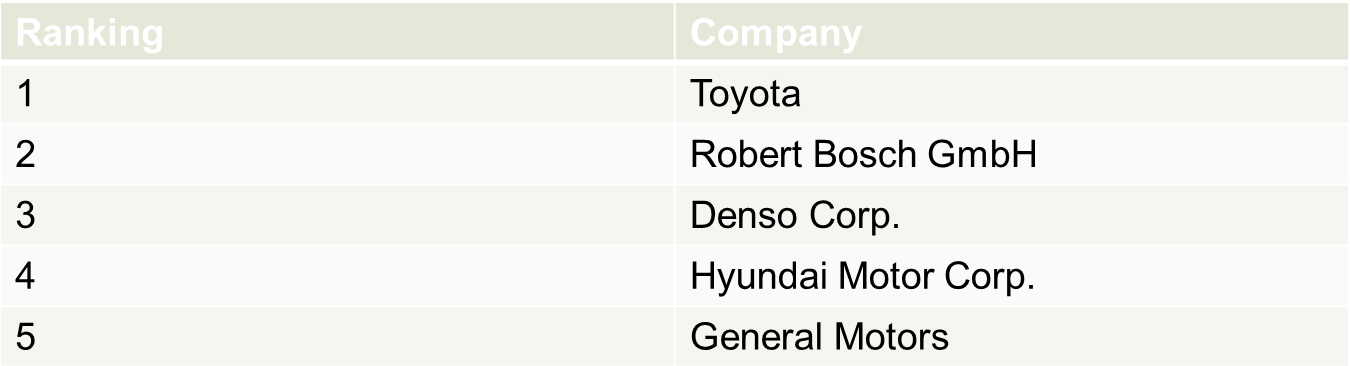 Ranking Company
1 Toyota
2 Robert Bosch GmbH
3 Denso Corp.
4 Hyundai Motor Corp.
5 General Motors